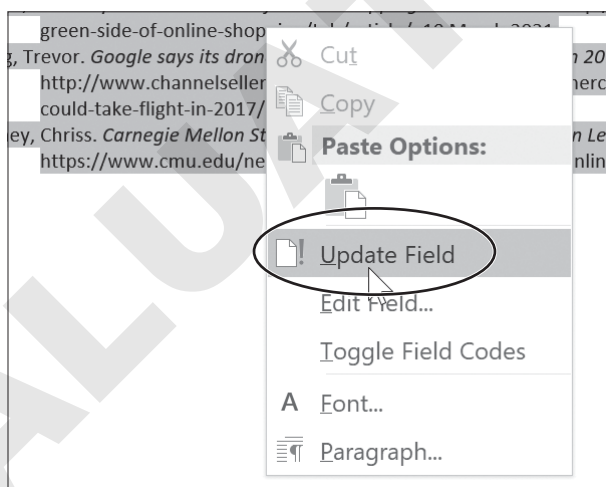 green-side-of-online-shop
Trevor. Google says its dron
http://www.channelseller
could-take-flight-in-2017/
ey, Chriss. Carnegie Mellon St
n Le
https://www.cmu.edu/ne
nlin
Cut
Copy
Paste Options:
Update Field
Edit Field...
Toggle Field Codes
A Font...
Paragraph...